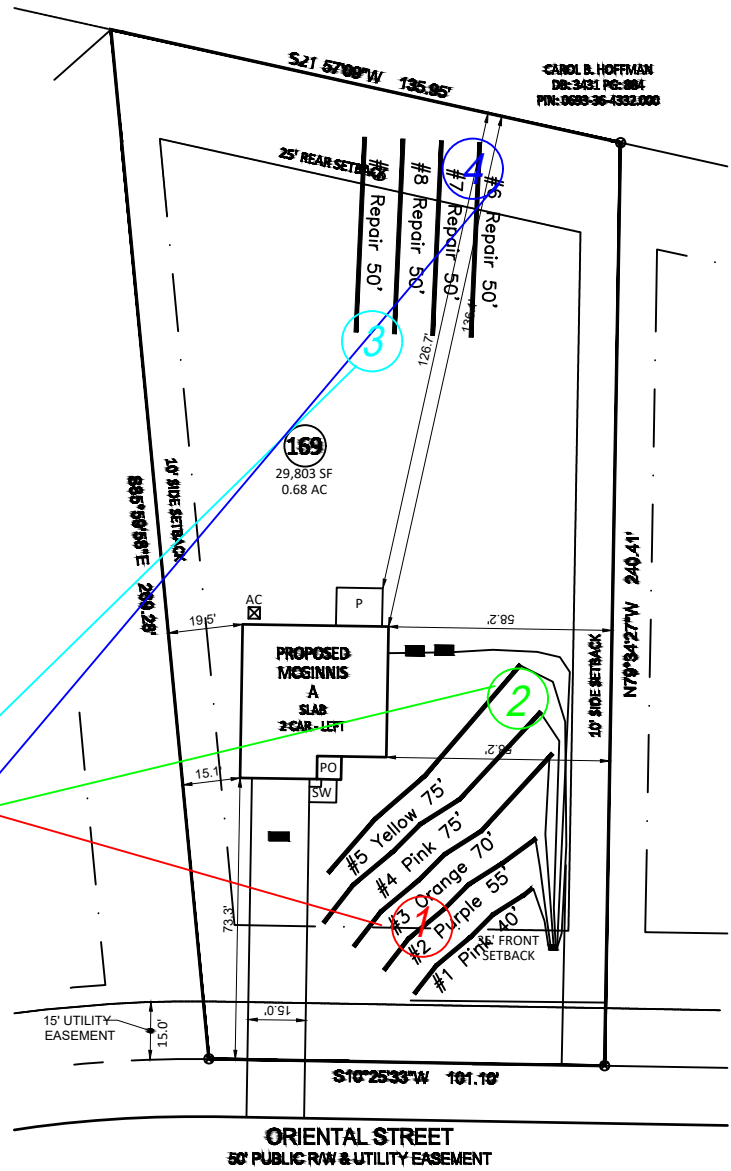 S21 57'09"W 135.95'
CAROL B. HOFFMAN
DB: 3431 PG: 884
PIN: 0693-36-4332.000
4
25' REAR SETBACK
#8 Repair 50'
#7 Repair 50'
#6 Repair 50'
Repair 50'
126.7'
136.4'
3
169
29,803 SF
0.68 AC
10' SIDE SETBACK
N79°34'27"W 240.41'
10' SIDE SETBACK
AC
P
19.5'
58.2'
PROPOSED
MCGINNIS
A
SLAB
2 CAR - LEFT
2
58.2'
PO
SW
15.1'
#5 Yellow 75'
#4 Pink 75'
#3 Orange 70'
#2 Purple 55'
#1 Pink 40'
1
73.3'
FRONT
SETBACK
15' UTILITY
EASEMENT
15.0'
15.0'
S10°25'33"W 101.10'
ORIENTAL STREET
50' PUBLIC R/W & UTILITY EASEMENT